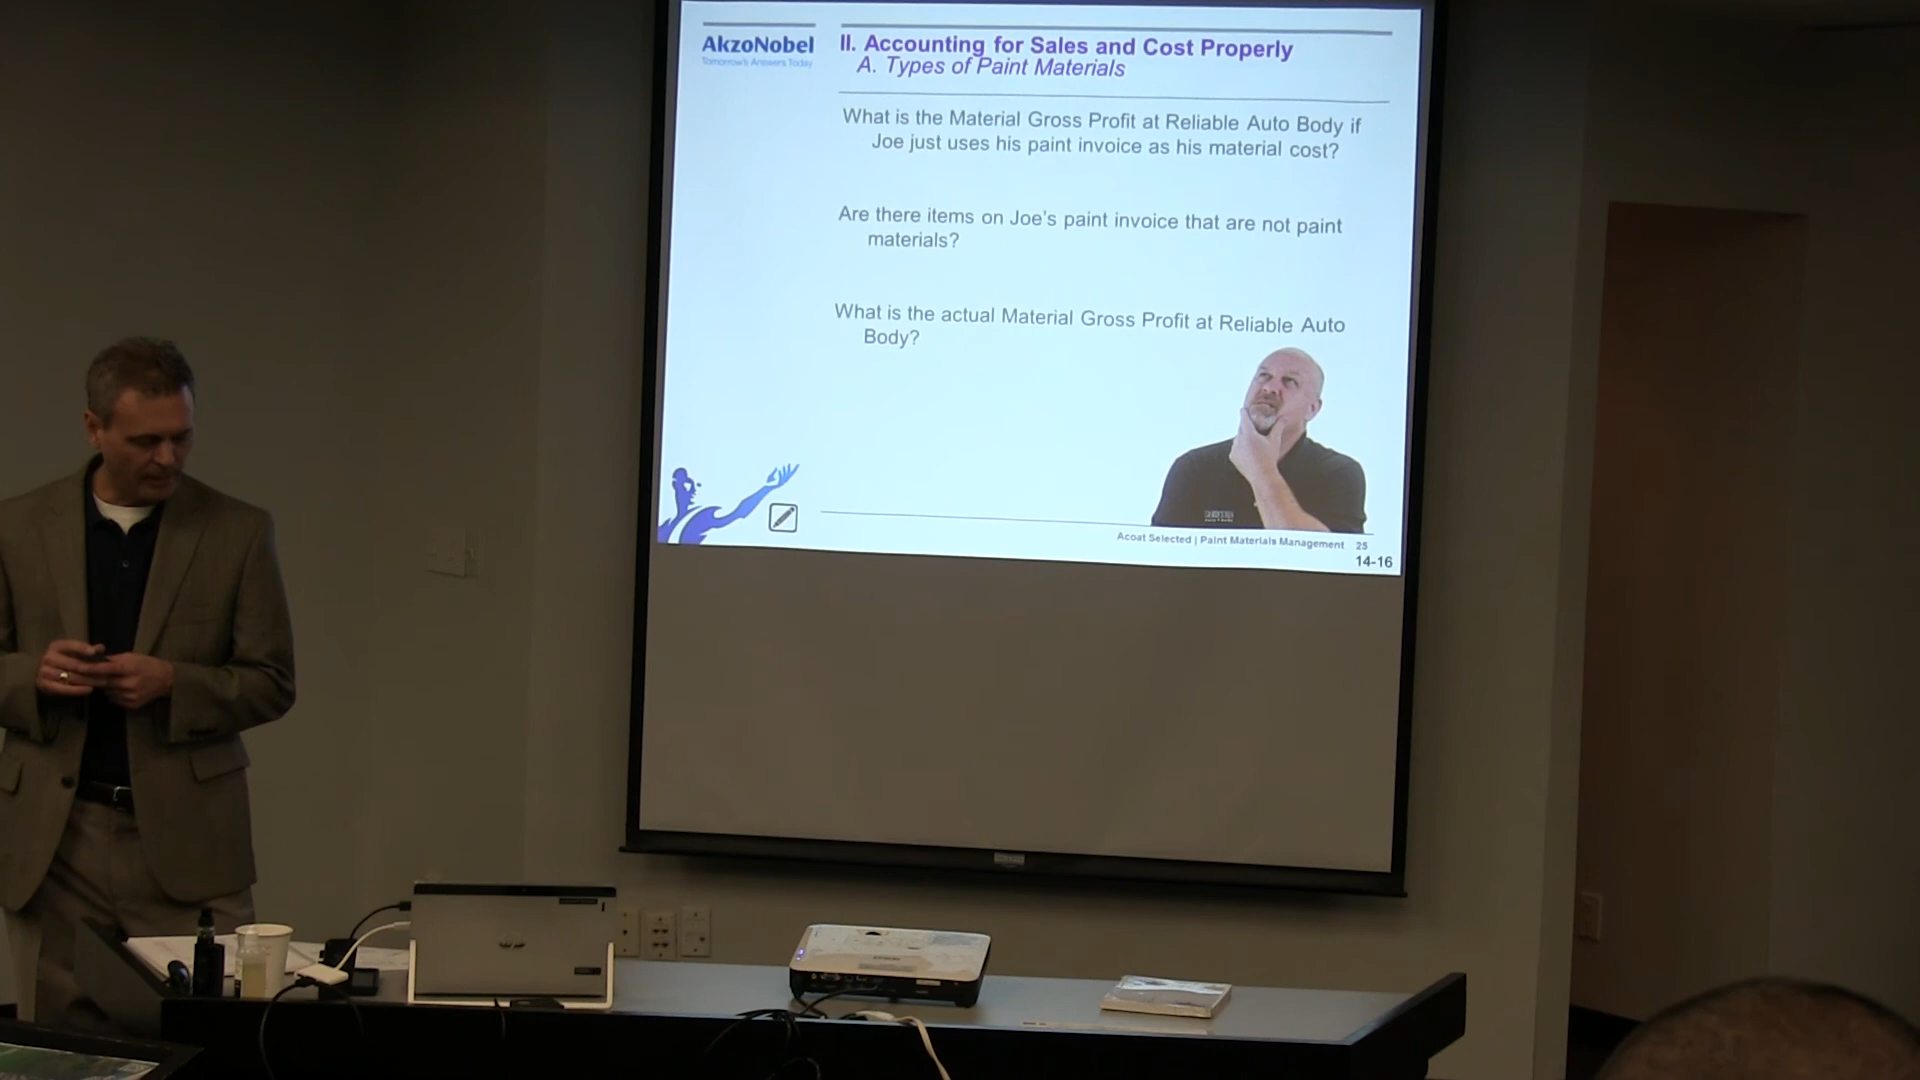 AkzoNobel
Tomorrow's Answers Today
II. Accounting for Sales and Cost Properly
A. Types of Paint Materials
What is the Material Gross Profit at Reliable Auto Body if
Joe just uses his paint invoice as his material cost?
Are there items on Joe's paint invoice that are not paint
materials?
What is the actual Material Gross Profit at Reliable Auto
Body?
Acoat Selected | Paint Materials Management 25
14-16
hp